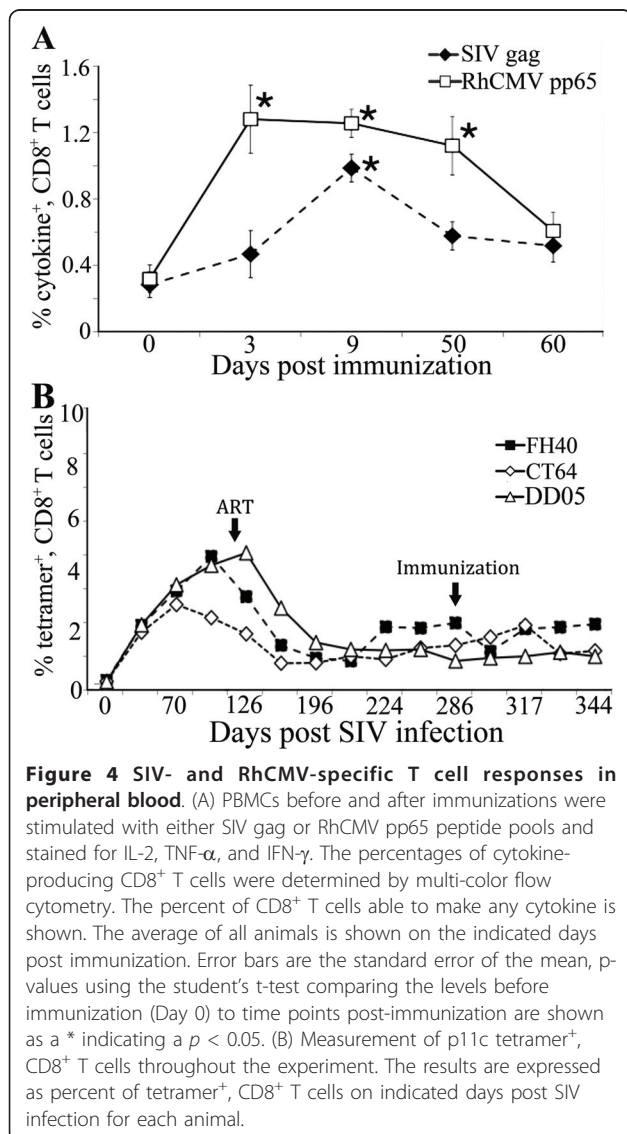 A
SIV gag
RhCMV pp65
% cytokine⁺, CD8⁺ T cells
1.6
1.2
0.8
0.4
0
*
*
*
*
0 3 9 50 60
Days post immunization
B
% tetramer⁺, CD8⁺ T cells
10
8
6
4
2
0
FH40
CT64
DD05
ART
Immunization
0 70 126 196 224 286 317 344
Days post SIV infection
Figure 4 SIV- and RhCMV-specific T cell responses in
peripheral blood. (A) PBMCs before and after immunizations were
stimulated with either SIV gag or RhCMV pp65 peptide pools and
stained for IL-2, TNF-α, and IFN-γ. The percentages of cytokine-
producing CD8+ T cells were determined by multi-color flow
cytometry. The percent of CD8⁺ T cells able to make any cytokine is
shown. The average of all animals is shown on the indicated days
post immunization. Error bars are the standard error of the mean, p-
values using the student's t-test comparing the levels before
immunization (Day 0) to time points post-immunization are shown
as a * indicating a p < 0.05. (B) Measurement of p11c tetramer⁺,
CD8⁺ T cells throughout the experiment. The results are expressed
as percent of tetramer⁺, CD8⁺ T cells on indicated days post SIV
infection for each animal.